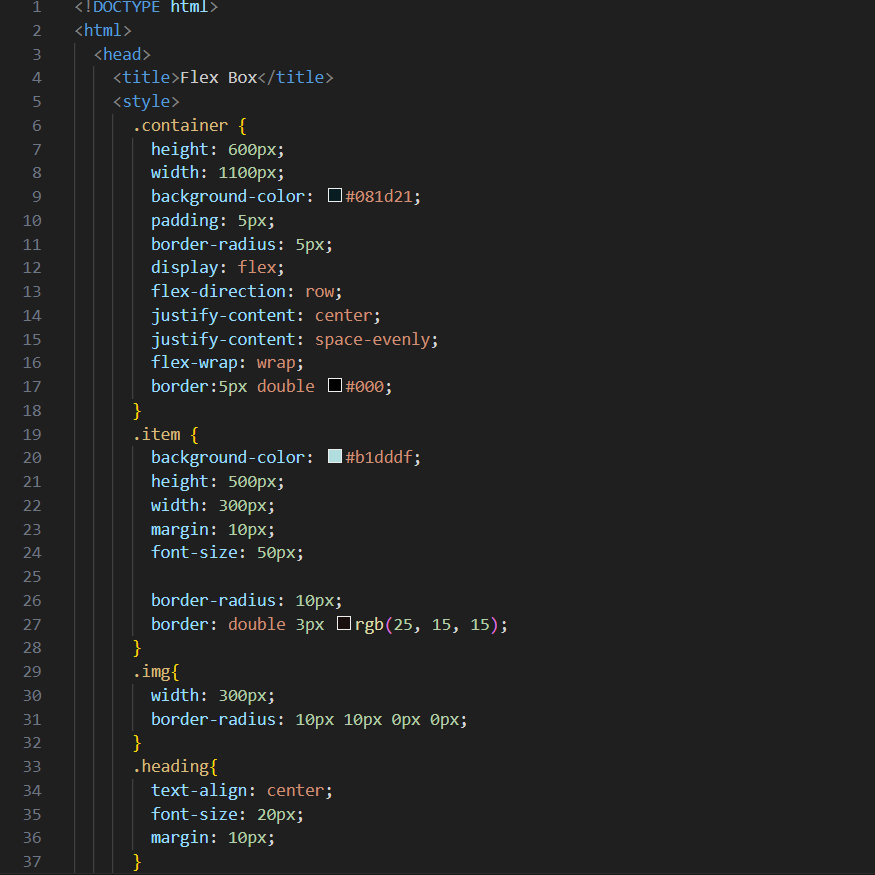 1 <!DOCTYPE html>
2 <html>
3 <head>
4 <title>Flex Box</title>
5 <style>
6 .container {
7 height: 600px;
8 width: 1100px;
9 background-color: #081d21;
10 padding: 5px;
11 border-radius: 5px;
12 display: flex;
13 flex-direction: row;
14 justify-content: center;
15 justify-content: space-evenly;
16 flex-wrap: wrap;
17 border:5px double #000;
18 }
19 .item {
20 background-color: #b1dddf;
21 height: 500px;
22 width: 300px;
23 margin: 10px;
24 font-size: 50px;
25
26 border-radius: 10px;
27 border: double 3px rgb(25, 15, 15);
28 }
29 .img{
30 width: 300px;
31 border-radius: 10px 10px 0px 0px;
32 }
33 .heading{
34 text-align: center;
35 font-size: 20px;
36 margin: 10px;
37 }